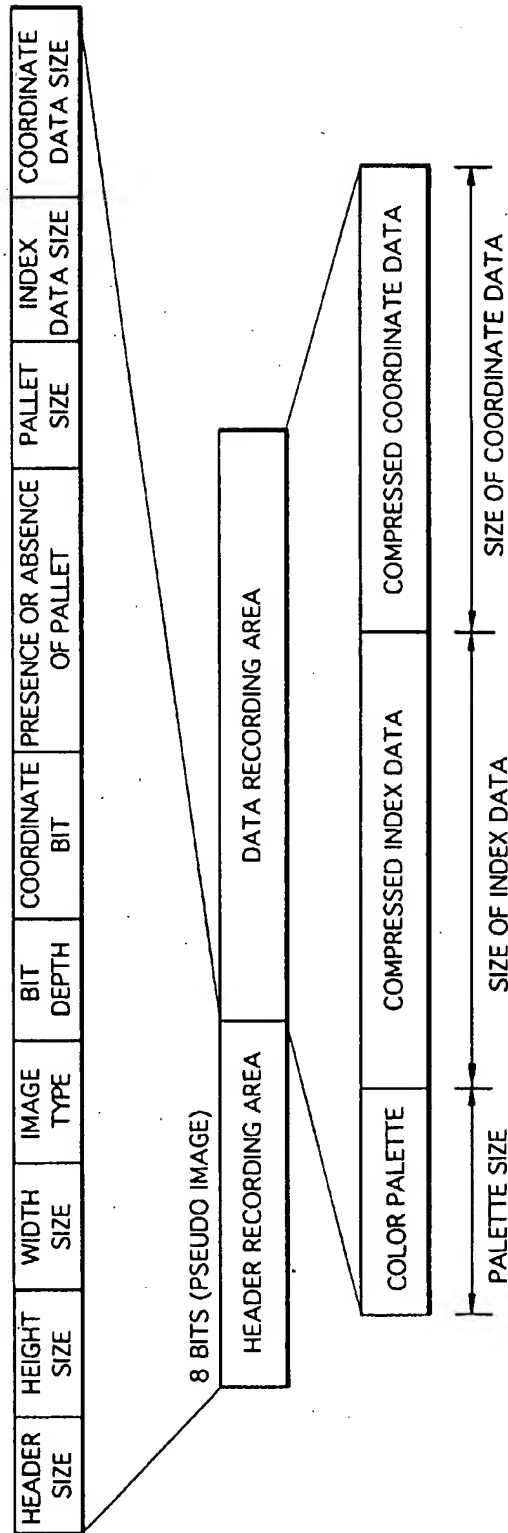 HEADER
SIZE
HEIGHT
SIZE
WIDTH
SIZE
IMAGE
TYPE
BIT
DEPTH
COORDINATE
BIT
PRESENCE OR ABSENCE
OF PALLET
PALLET
SIZE
INDEX
DATA SIZE
COORDINATE
DATA SIZE
8 BITS (PSEUDO IMAGE)
HEADER RECORDING AREA
DATA RECORDING AREA
COLOR PALETTE
COMPRESSED INDEX DATA
COMPRESSED COORDINATE DATA
PALETTE SIZE
SIZE OF INDEX DATA
SIZE OF COORDINATE DATA